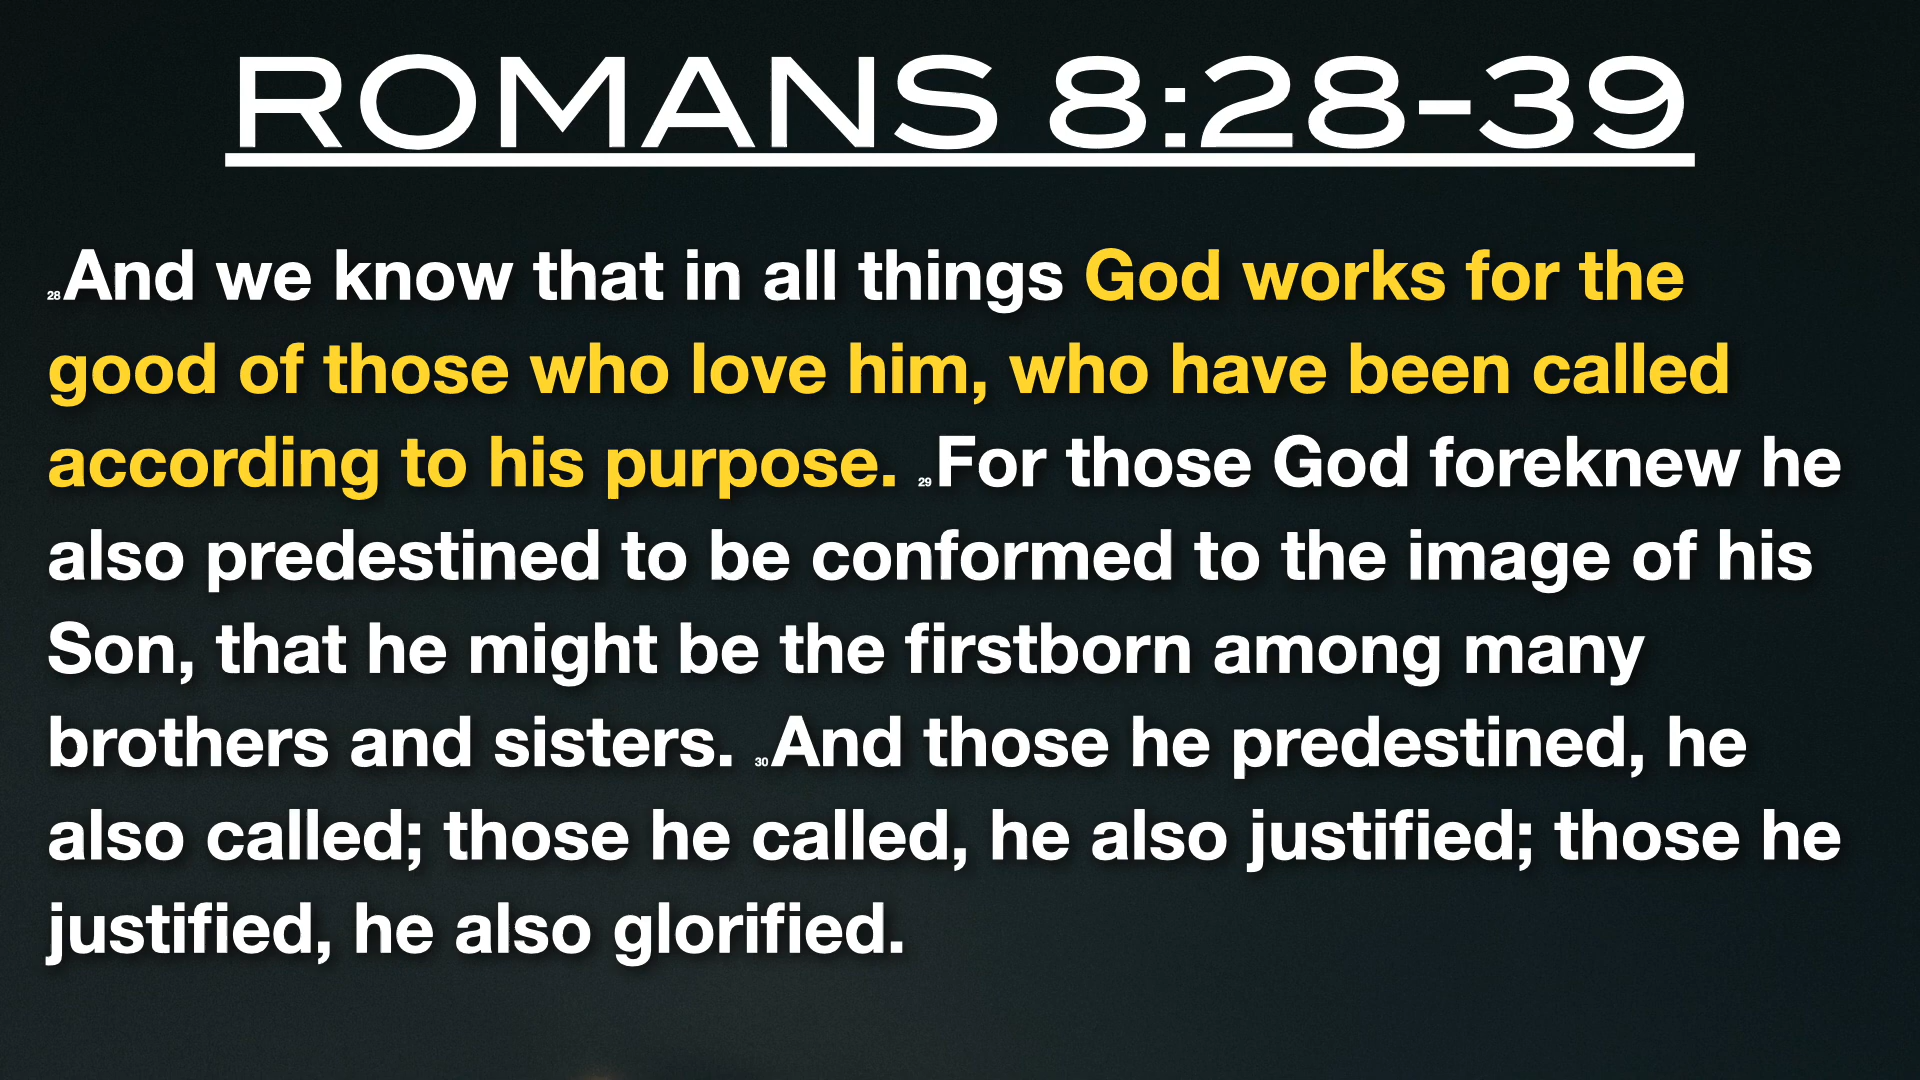 ROMANS 8:28-39
28And we know that in all things God works for the
good of those who love him, who have been called
according to his purpose. 29For those God foreknew he
also predestined to be conformed to the image of his
Son, that he might be the firstborn among many
brothers and sisters. 30And those he predestined, he
also called; those he called, he also justified; those he
justified, he also glorified.